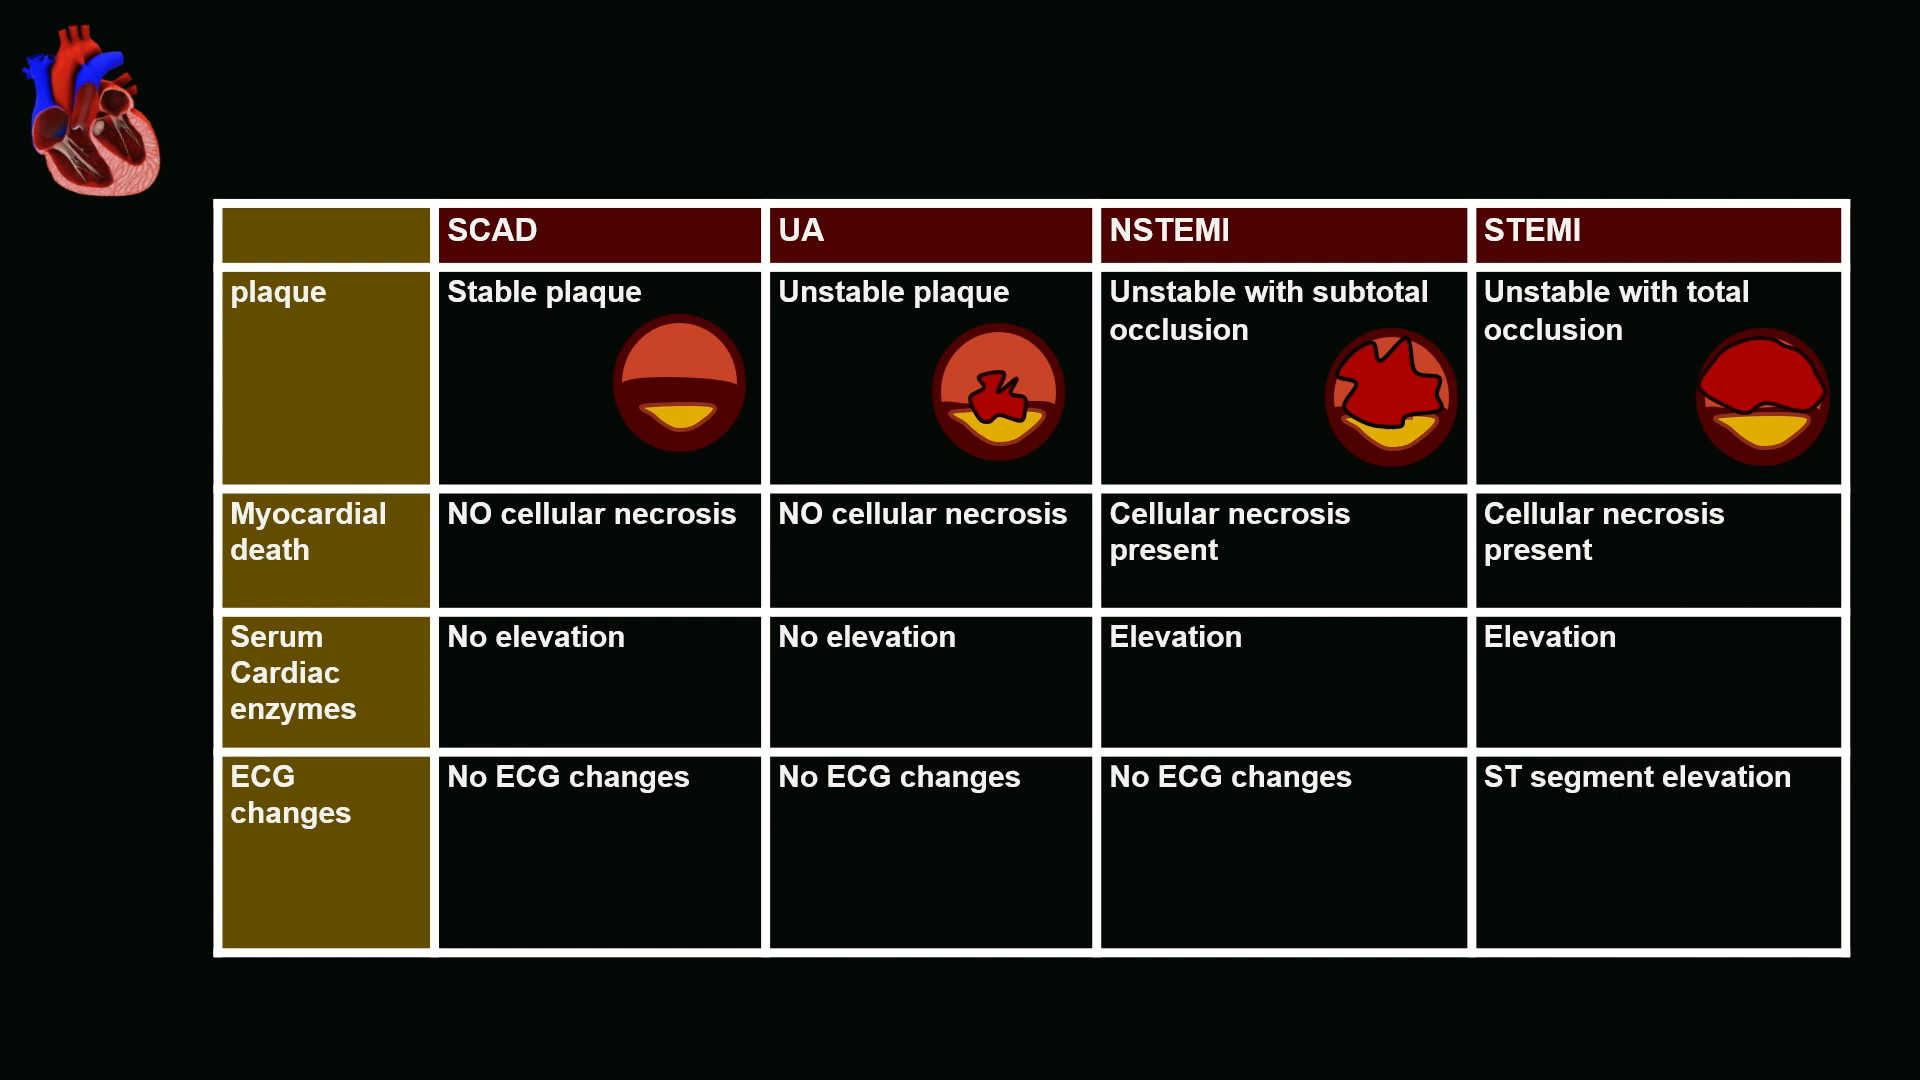 SCAD
UA
NSTEMI
STEMI
plaque
Stable plaque
Unstable plaque
Unstable with subtotal
occlusion
Unstable with total
occlusion
Myocardial
death
NO cellular necrosis
NO cellular necrosis
Cellular necrosis
present
Cellular necrosis
present
Serum
Cardiac
enzymes
No elevation
No elevation
Elevation
Elevation
ECG
changes
No ECG changes
No ECG changes
No ECG changes
ST segment elevation